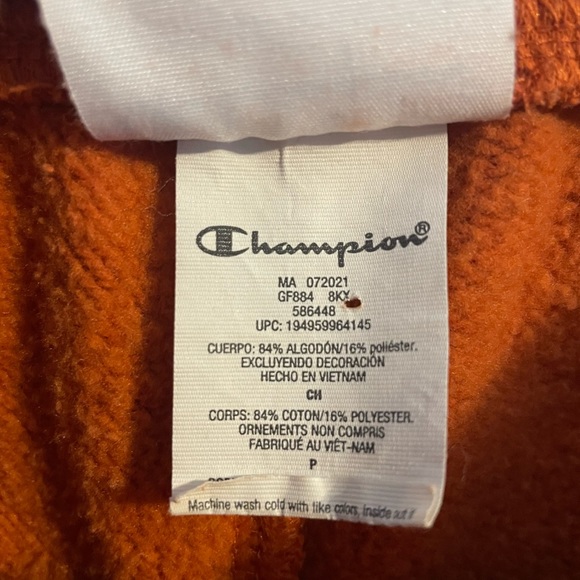 Champion®
MA 072021
GF884 8KY
586448
UPC: 194959964145
CUERPO: 84% ALGODÓN/16% poliéster.
EXCLUYENDO DECORACIÓN
HECHO EN VIETNAM
CH
CORPS: 84% COTON/16% POLYESTER.
ORNEMENTS NON COMPRIS
FABRIQUÉ AU VIÊT-NAM
P
Machine wash cold with like colors, inside out if